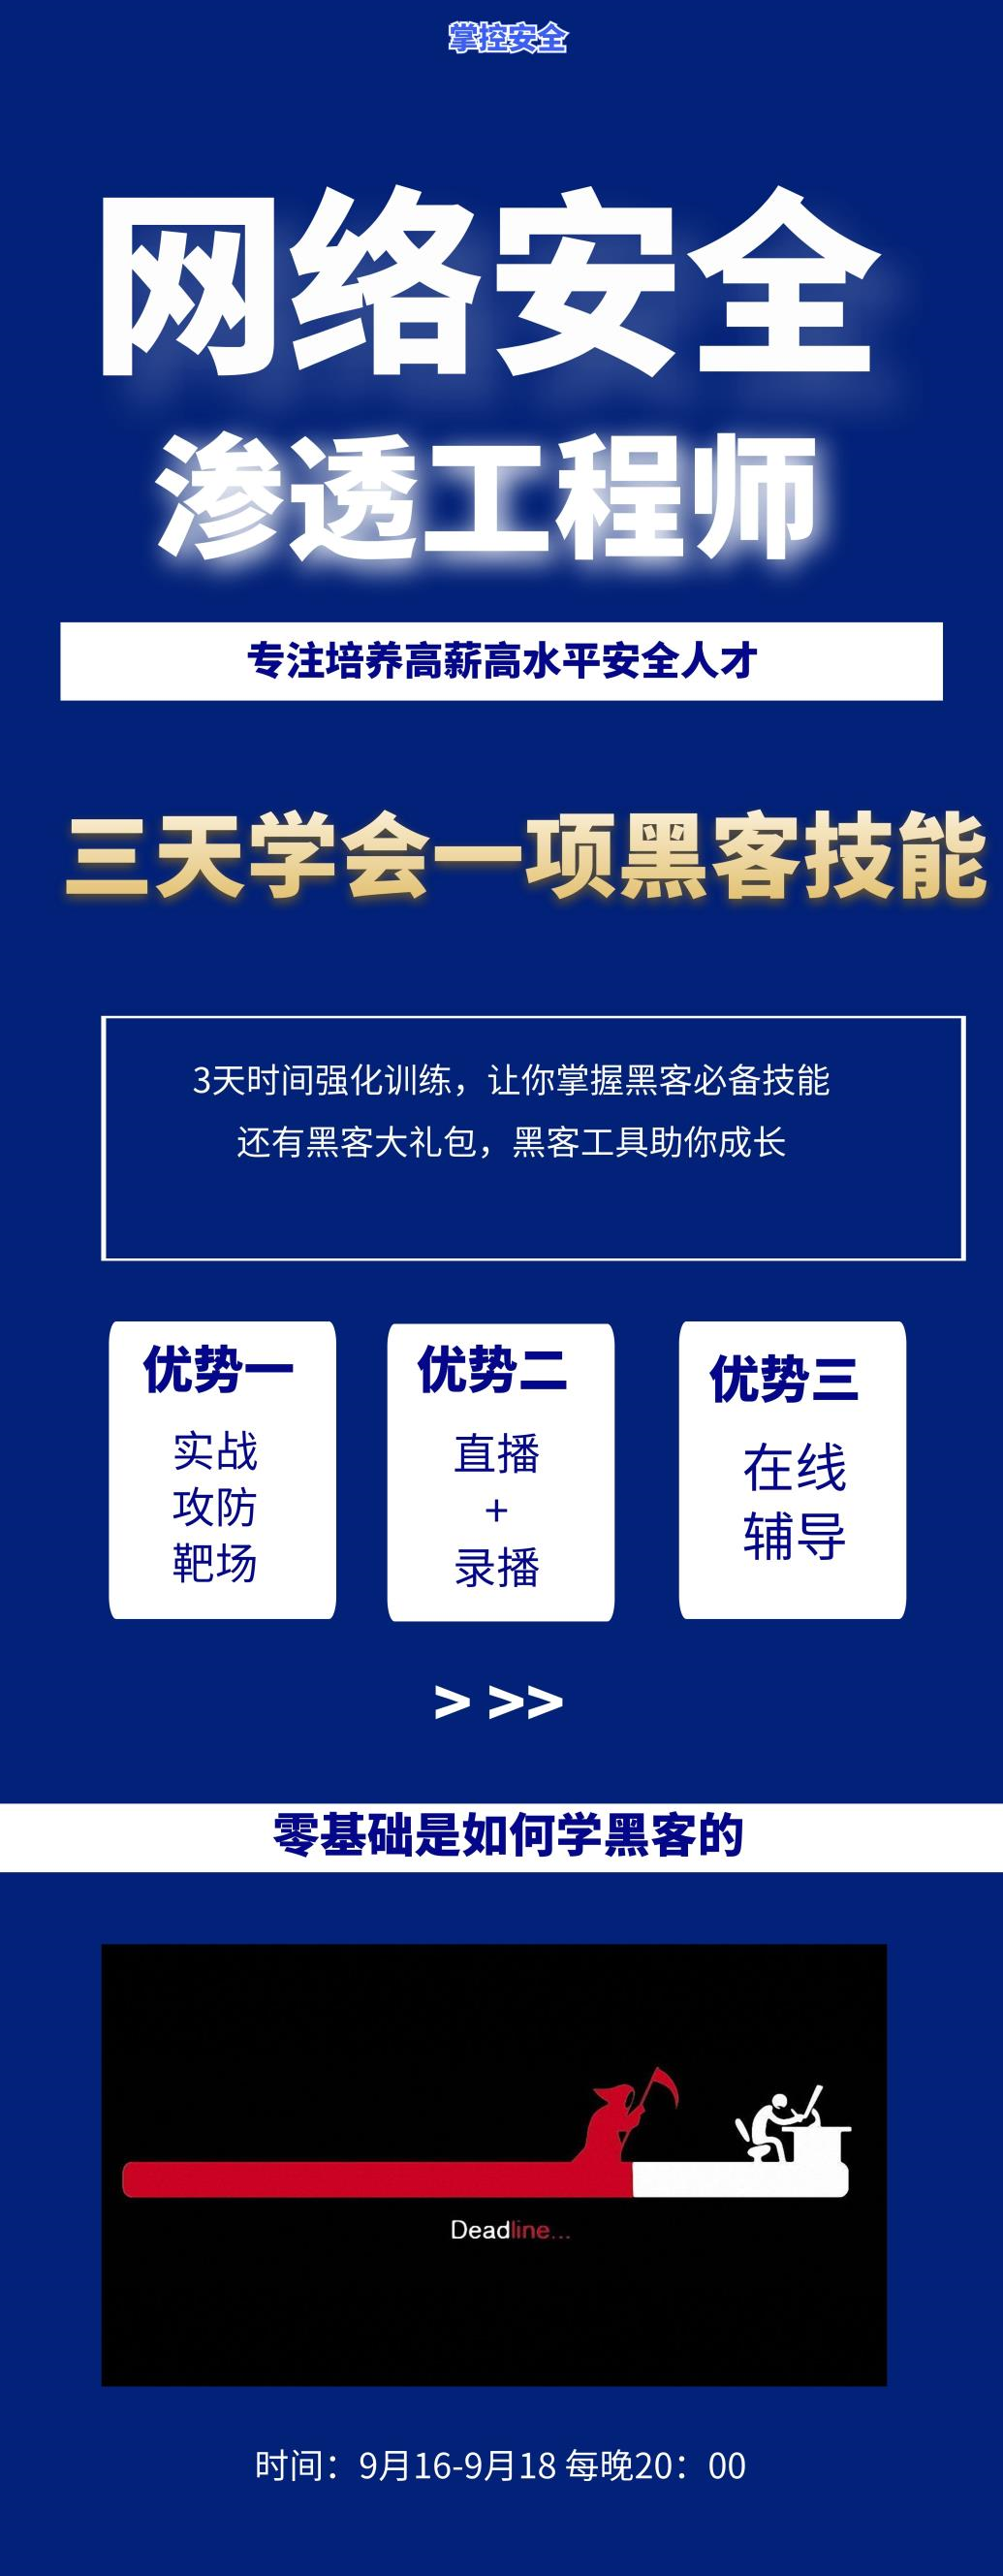 掌控安全
网络安全
渗透工程师
专注培养高薪高水平安全人才
三天学会一项黑客技能
3天时间强化训练，让你掌握黑客必备技能
还有黑客大礼包，黑客工具助你成长
优势一
实战
攻防
靶场
优势二
直播
+
录播
优势三
在线
辅导
> >>
零基础是如何学黑客的
Deadline...
时间：9月16-9月18 每晚20：00